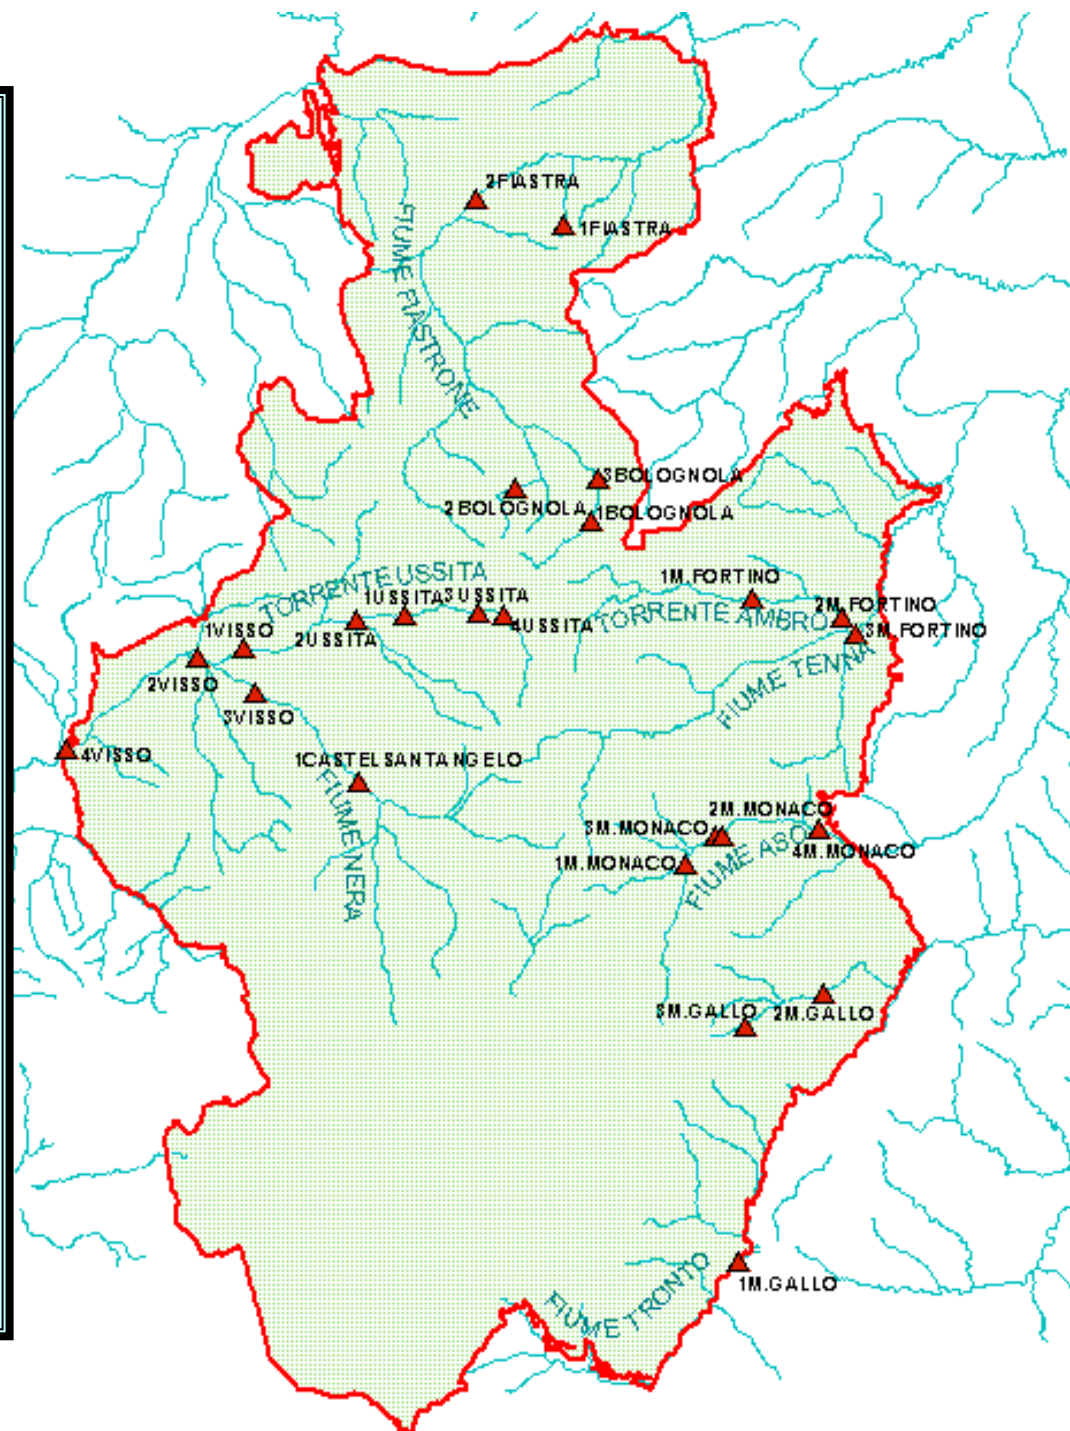 2FIASTRA
1FIASTRA
FIUME FIASTRONE
3BOLOGNOLA
2BOLOGNOLA
1BOLOGNOLA
TORRENTE USSITA
1USSITA
3USSITA
2USSITA
4USSITA
1M.FORTINO
TORRENTE AMBRO
2M.FORTINO
3M.FORTINO
FIUME TENNA
1VISSO
2VISSO
3VISSO
4VISSO
1CASTELSANTANGELO
FIUME NERA
2M.MONACO
3M.MONACO
1M.MONACO
4M.MONACO
FIUME ASO
3M.GALLO
2M.GALLO
1M.GALLO
FIUME TRONTO